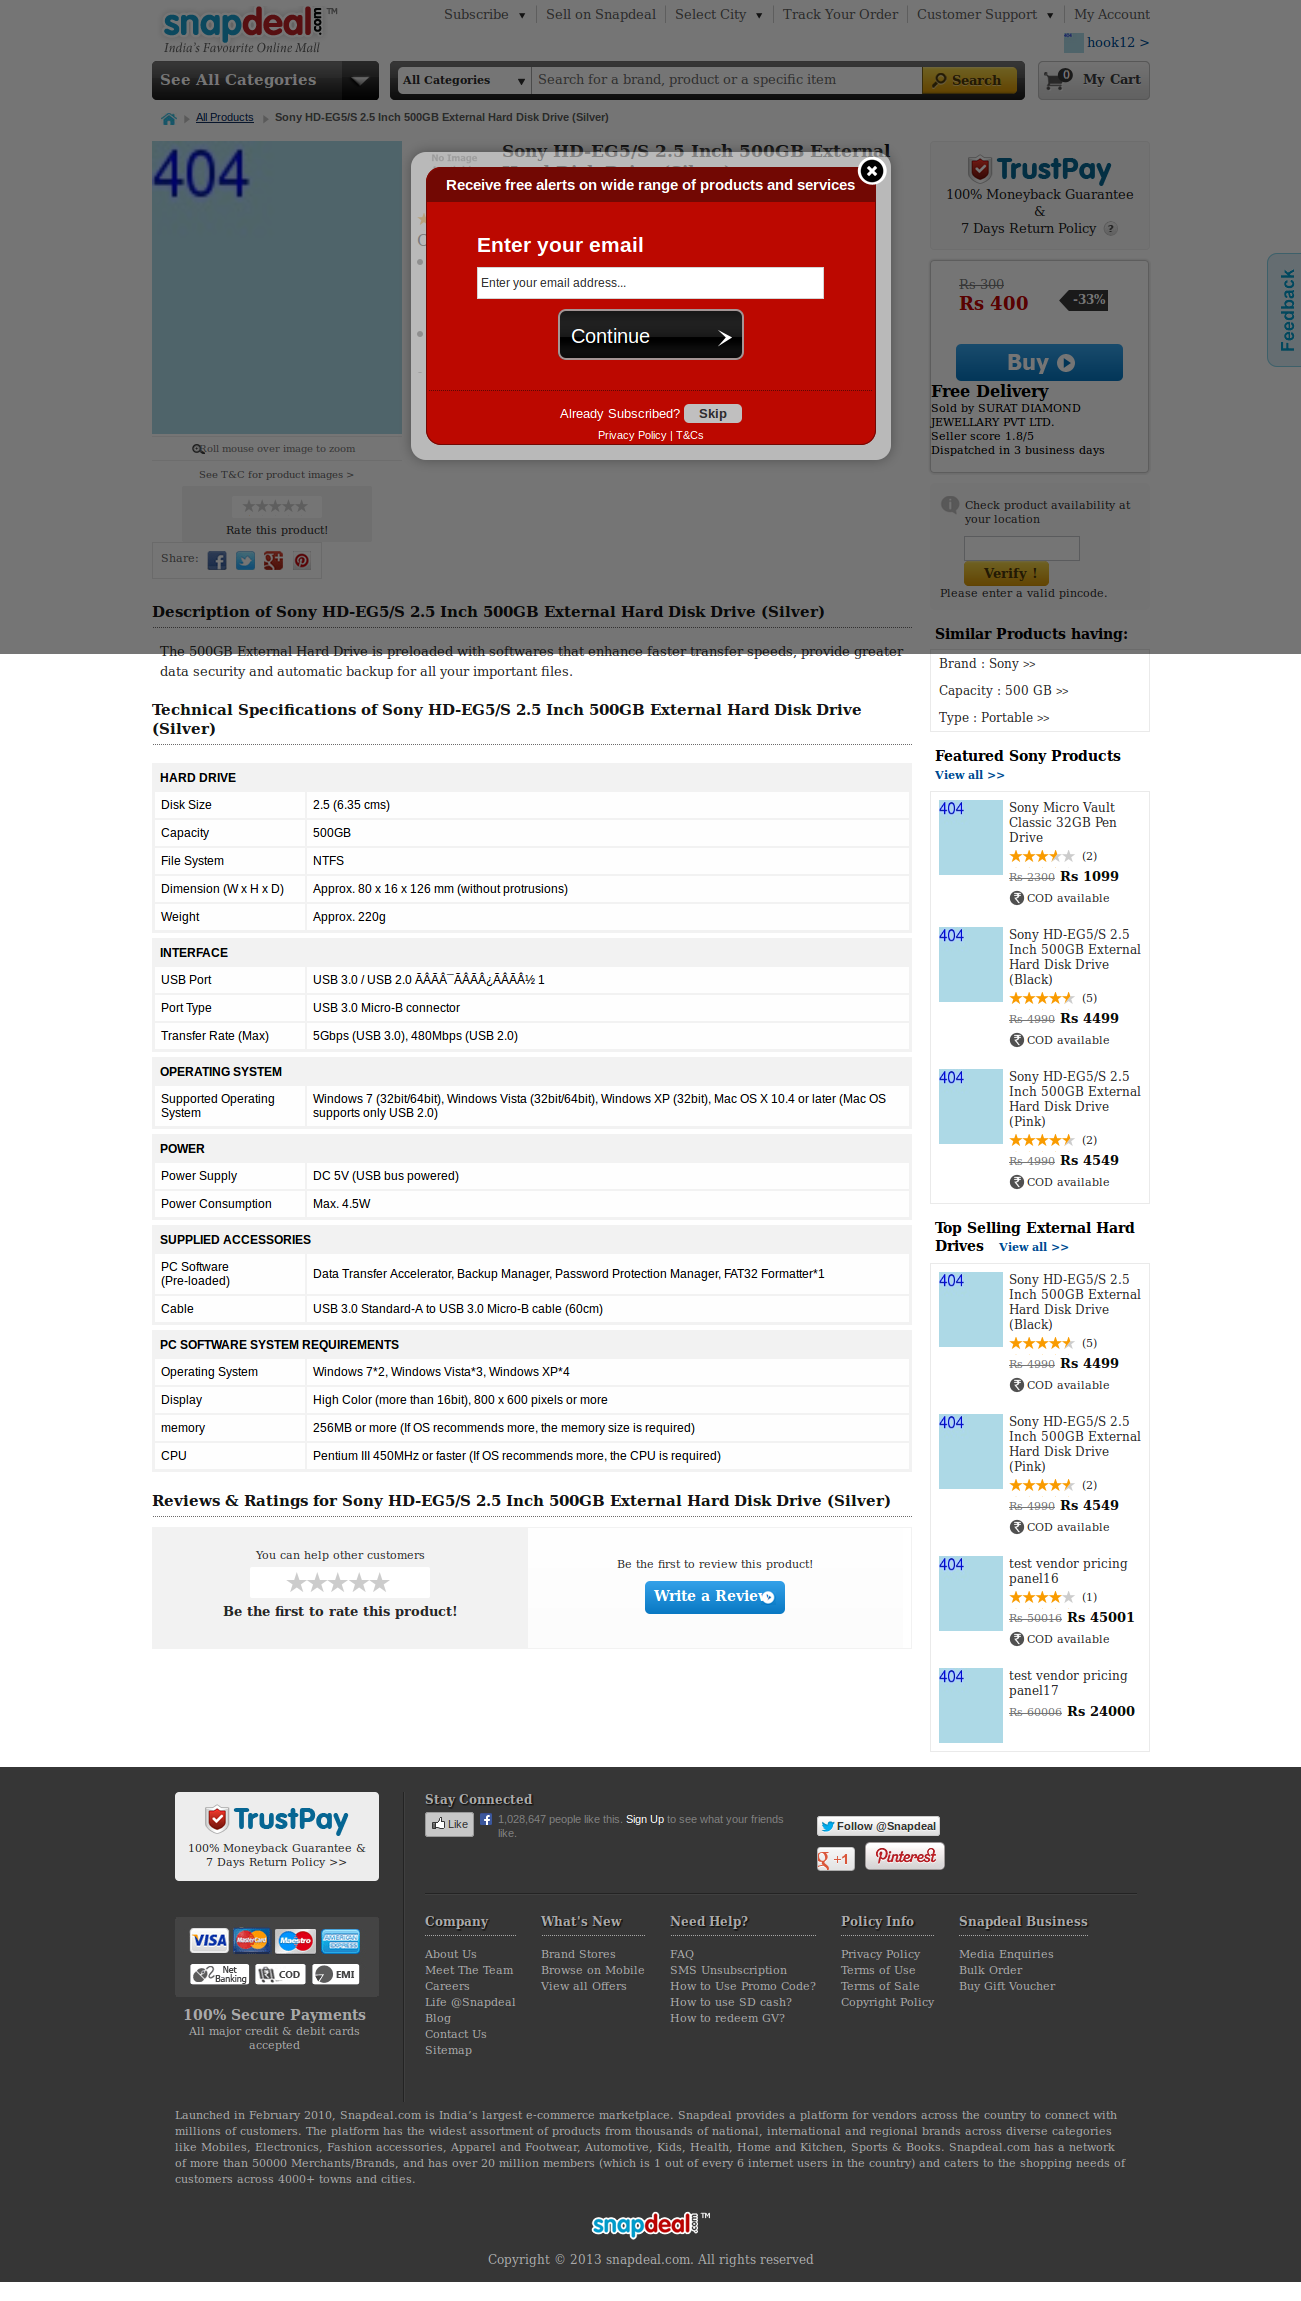 snapdeal.com TM
India's Favourite Online Mall
Subscribe ▼ Sell on Snapdeal Select City ▼ Track Your Order Customer Support ▼ My Account
hook12 >
See All Categories
All Categories ▼ Search for a brand, product or a specific item Search
0 My Cart
All Products Sony HD-EG5/S 2.5 Inch 500GB External Hard Disk Drive (Silver)
404
No Image
Sony HD-EG5/S 2.5 Inch 500GB External
Receive free alerts on wide range of products and services
Enter your email
Enter your email address...
Continue
Already Subscribed? Skip
Privacy Policy | T&Cs
Roll mouse over image to zoom
See T&C for product images >
Rate this product!
Share:
TrustPay
100% Moneyback Guarantee
&
7 Days Return Policy ?
Rs 300
Rs 400 -33%
Buy
Free Delivery
Sold by SURAT DIAMOND
JEWELLARY PVT LTD.
Seller score 1.8/5
Dispatched in 3 business days
Feedback
Check product availability at
your location
Verify !
Please enter a valid pincode.
Description of Sony HD-EG5/S 2.5 Inch 500GB External Hard Disk Drive (Silver)
The 500GB External Hard Drive is preloaded with softwares that enhance faster transfer speeds, provide greater
data security and automatic backup for all your important files.
Technical Specifications of Sony HD-EG5/S 2.5 Inch 500GB External Hard Disk Drive
(Silver)
HARD DRIVE
Disk Size 2.5 (6.35 cms)
Capacity 500GB
File System NTFS
Dimension (W x H x D) Approx. 80 x 16 x 126 mm (without protrusions)
Weight Approx. 220g
INTERFACE
USB Port USB 3.0 / USB 2.0 ÃÂÃÂ¯ÃÂÃÂ¿ÃÂÃÂ½ 1
Port Type USB 3.0 Micro-B connector
Transfer Rate (Max) 5Gbps (USB 3.0), 480Mbps (USB 2.0)
OPERATING SYSTEM
Supported Operating
System
Windows 7 (32bit/64bit), Windows Vista (32bit/64bit), Windows XP (32bit), Mac OS X 10.4 or later (Mac OS
supports only USB 2.0)
POWER
Power Supply DC 5V (USB bus powered)
Power Consumption Max. 4.5W
SUPPLIED ACCESSORIES
PC Software
(Pre-loaded)
Data Transfer Accelerator, Backup Manager, Password Protection Manager, FAT32 Formatter*1
Cable USB 3.0 Standard-A to USB 3.0 Micro-B cable (60cm)
PC SOFTWARE SYSTEM REQUIREMENTS
Operating System Windows 7*2, Windows Vista*3, Windows XP*4
Display High Color (more than 16bit), 800 x 600 pixels or more
memory 256MB or more (If OS recommends more, the memory size is required)
CPU Pentium III 450MHz or faster (If OS recommends more, the CPU is required)
Reviews & Ratings for Sony HD-EG5/S 2.5 Inch 500GB External Hard Disk Drive (Silver)
You can help other customers
Be the first to rate this product!
Be the first to review this product!
Write a Review
Similar Products having:
Brand : Sony >>
Capacity : 500 GB >>
Type : Portable >>
Featured Sony Products
View all >>
404
Sony Micro Vault
Classic 32GB Pen
Drive
(2)
Rs 2300 Rs 1099
COD available
404
Sony HD-EG5/S 2.5
Inch 500GB External
Hard Disk Drive
(Black)
(5)
Rs 4990 Rs 4499
COD available
404
Sony HD-EG5/S 2.5
Inch 500GB External
Hard Disk Drive
(Pink)
(2)
Rs 4990 Rs 4549
COD available
Top Selling External Hard
Drives View all >>
404
Sony HD-EG5/S 2.5
Inch 500GB External
Hard Disk Drive
(Black)
(5)
Rs 4990 Rs 4499
COD available
404
Sony HD-EG5/S 2.5
Inch 500GB External
Hard Disk Drive
(Pink)
(2)
Rs 4990 Rs 4549
COD available
404
test vendor pricing
panel16
(1)
Rs 50016 Rs 45001
COD available
404
test vendor pricing
panel17
Rs 60006 Rs 24000
TrustPay
100% Moneyback Guarantee &
7 Days Return Policy >>
VISA MasterCard Maestro AMERICAN EXPRESS
Net Banking COD EMI
100% Secure Payments
All major credit & debit cards
accepted
Stay Connected
Like 1,028,647 people like this. Sign Up to see what your friends
like.
Follow @Snapdeal
g +1 Pinterest
Company
About Us
Meet The Team
Careers
Life @Snapdeal
Blog
Contact Us
Sitemap
What's New
Brand Stores
Browse on Mobile
View all Offers
Need Help?
FAQ
SMS Unsubscription
How to Use Promo Code?
How to use SD cash?
How to redeem GV?
Policy Info
Privacy Policy
Terms of Use
Terms of Sale
Copyright Policy
Snapdeal Business
Media Enquiries
Bulk Order
Buy Gift Voucher
Launched in February 2010, Snapdeal.com is India's largest e-commerce marketplace. Snapdeal provides a platform for vendors across the country to connect with
millions of customers. The platform has the widest assortment of products from thousands of national, international and regional brands across diverse categories
like Mobiles, Electronics, Fashion accessories, Apparel and Footwear, Automotive, Kids, Health, Home and Kitchen, Sports & Books. Snapdeal.com has a network
of more than 50000 Merchants/Brands, and has over 20 million members (which is 1 out of every 6 internet users in the country) and caters to the shopping needs of
customers across 4000+ towns and cities.
snapdeal.com TM
Copyright © 2013 snapdeal.com. All rights reserved